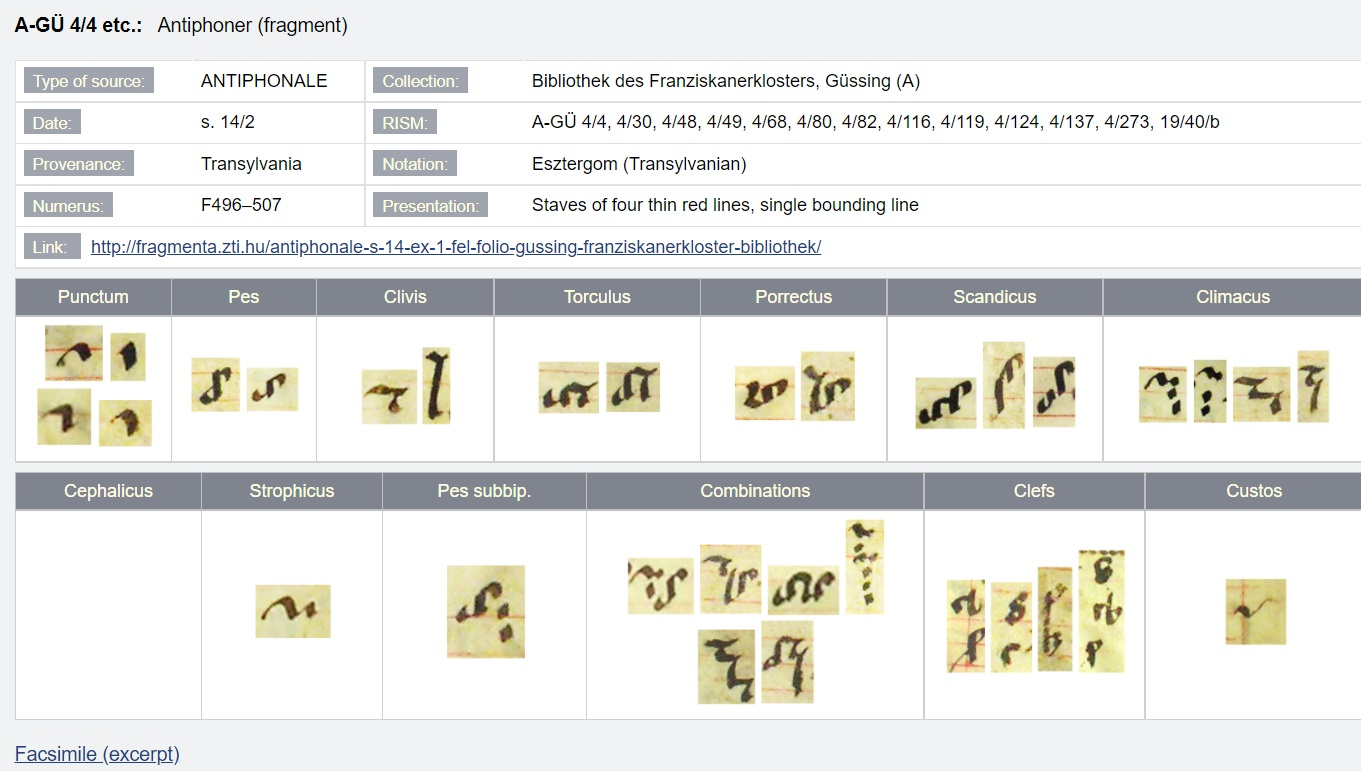 A-GÜ 4/4 etc.: Antiphoner (fragment)
Type of source: ANTIPHONALE Collection: Bibliothek des Franziskanerklosters, Güssing (A)
Date: s. 14/2 RISM: A-GÜ 4/4, 4/30, 4/48, 4/49, 4/68, 4/80, 4/82, 4/116, 4/119, 4/124, 4/137, 4/273, 19/40/b
Provenance: Transylvania Notation: Esztergom (Transylvanian)
Numerus: F496–507 Presentation: Staves of four thin red lines, single bounding line
Link: http://fragmenta.zti.hu/antiphonale-s-14-ex-1-fel-folio-gussing-franziskanerkloster-bibliothek/
Punctum Pes Clivis Torculus Porrectus Scandicus Climacus
Cephalicus Strophicus Pes subbip. Combinations Clefs Custos
Facsimile (excerpt)